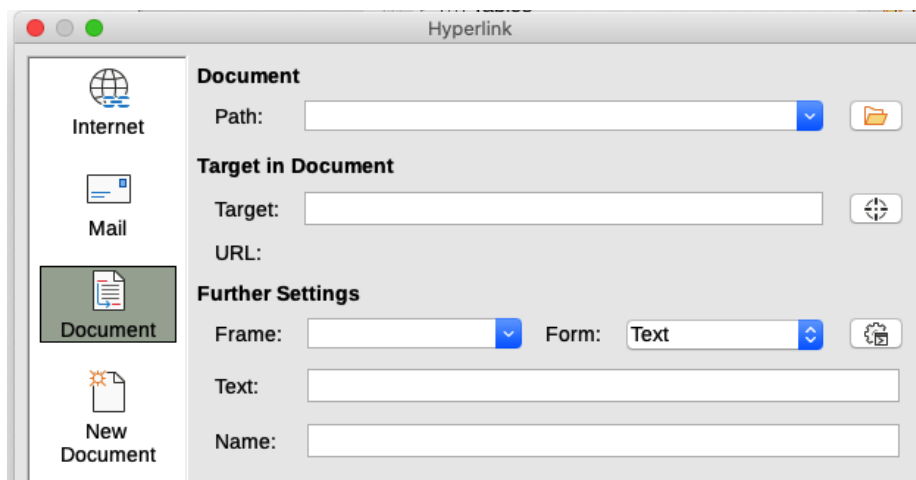 Hyperlink
Internet
Mail
Document
New
Document
Document
Path:
Target in Document
Target:
URL:
Further Settings
Frame:
Form:
Text
Text:
Name: